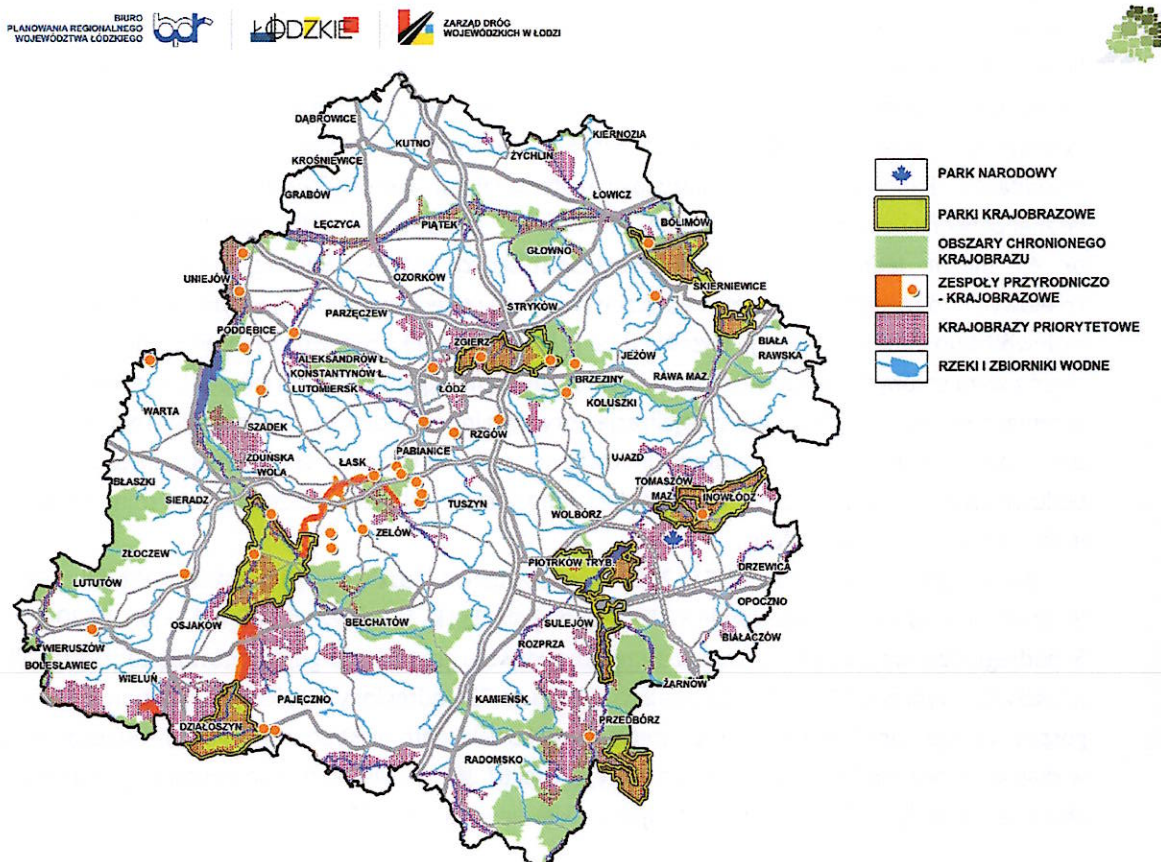 BIURO
PLANOWANIA REGIONALNEGO
WOJEWÓDZTWA ŁÓDZKIEGO
bpr
ŁÓDZKIE
ZARZĄD DRÓG
WOJEWÓDZKICH W ŁODZI
DĄBROWICE
KUTNO
KIERNOZIA
KROŚNIEWICE
ŻYCHLIN
GRABÓW
ŁOWICZ
ŁĘCZYCA
PIĄTEK
BOLIMÓW
GŁOWNO
UNIEJÓW
OZORKÓW
SKIERNIEWICE
STRYKÓW
PARZĘCZEW
PODDĘBICE
ZGIERZ
BIAŁA
RAWSKA
ALEKSANDRÓW Ł.
JEŻÓW
KONSTANTYNÓW Ł.
BRZEZINY
RAWA MAZ.
LUTOMIERSK
ŁÓDŹ
KOLUSZKI
WARTA
SZADEK
RZGÓW
PABIANICE
ZDUŃSKA
WOLA
UJAZD
ŁASK
BŁASZKI
TOMASZÓW
MAZ.
INOWŁÓDZ
SIERADZ
TUSZYN
WOLBÓRZ
ZELÓW
ZŁOCZEW
PIOTRKÓW TRYB.
DRZEWICA
LUTUTÓW
OPOCZNO
OSJAKÓW
BEŁCHATÓW
SULEJÓW
BIAŁACZÓW
WIERUSZÓW
ROZPRZA
BOLESŁAWIEC
WIELUŃ
PAJĘCZNO
KAMIEŃSK
ŻARNÓW
DZIAŁOSZYN
PRZEDBÓRZ
RADOMSKO
PARK NARODOWY
PARKI KRAJOBRAZOWE
OBSZARY CHRONIONEGO
KRAJOBRAZU
ZESPOŁY PRZYRODNICZO
- KRAJOBRAZOWE
KRAJOBRAZY PRIORYTETOWE
RZEKI I ZBIORNIKI WODNE